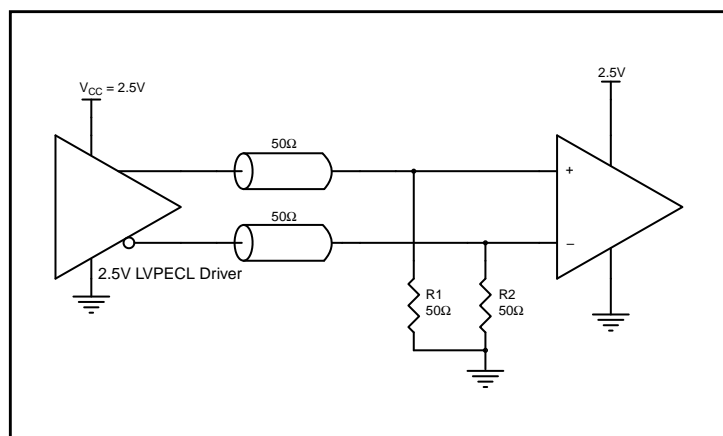 V_CC = 2.5V
2.5V
50Ω
+
50Ω
−
2.5V LVPECL Driver
R1
50Ω
R2
50Ω